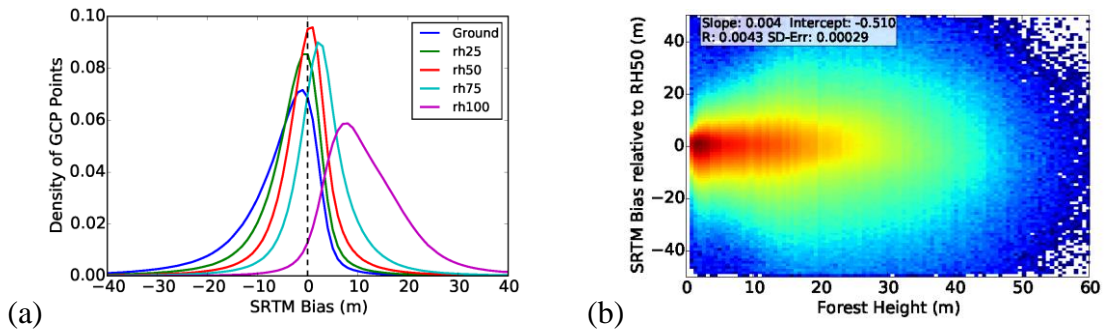 Ground
rh25
rh50
rh75
rh100
Density of GCP Points
0.10
0.08
0.06
0.04
0.02
0.00
−40 −30 −20 −10 0 10 20 30 40
SRTM Bias (m)
(a)
Slope: 0.004 Intercept: -0.510
R: 0.0043 SD-Err: 0.00029
SRTM Bias relative to RH50 (m)
40
20
0
−20
−40
0 10 20 30 40 50 60
Forest Height (m)
(b)